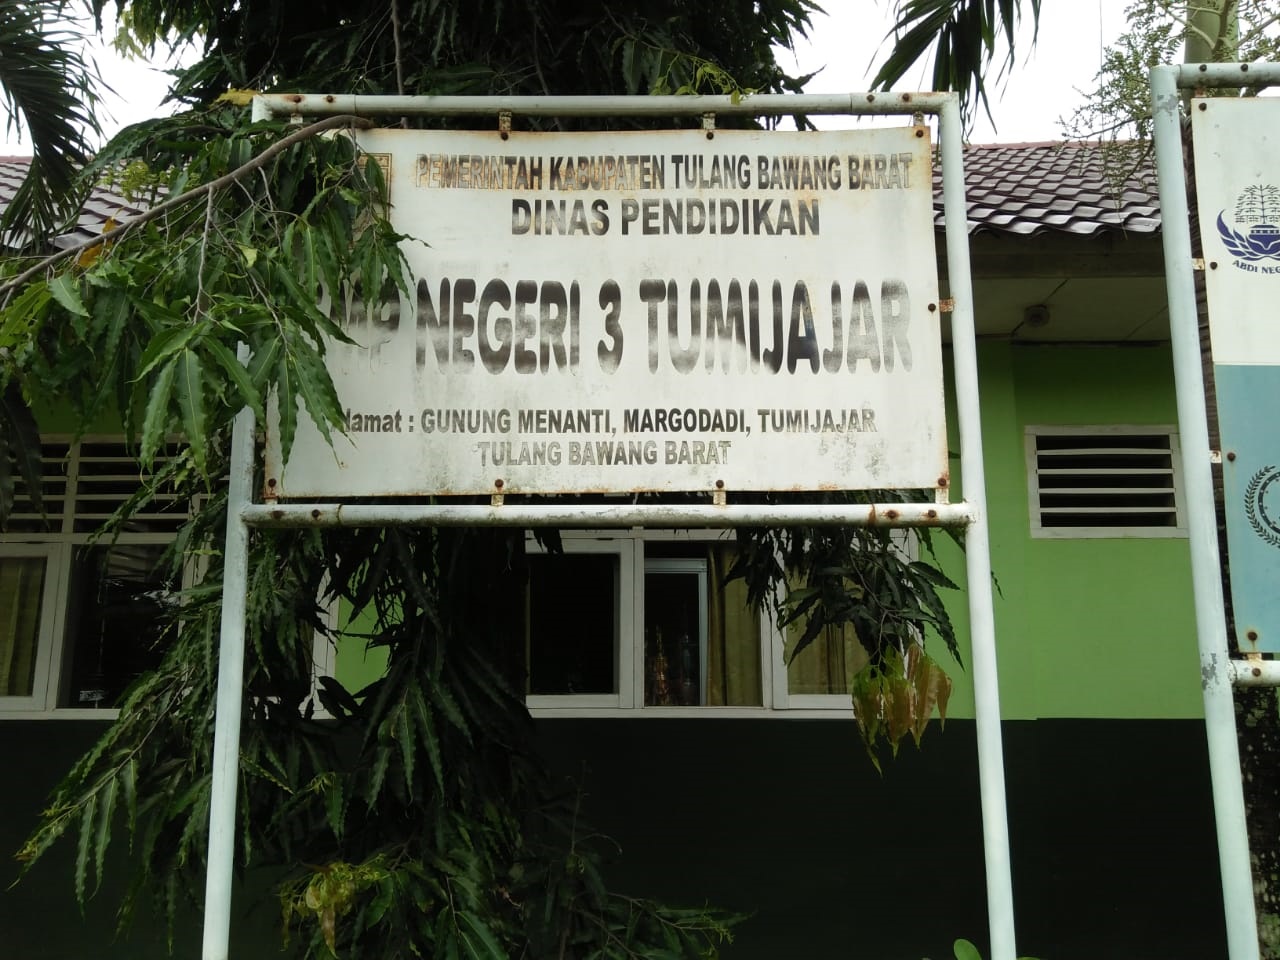 PEMERINTAH KABUPATEN TULANG BAWANG BARAT
DINAS PENDIDIKAN
SMP NEGERI 3 TUMIJAJAR
Alamat : GUNUNG MENANTI, MARGODADI, TUMIJAJAR
TULANG BAWANG BARAT
ABDI NEG